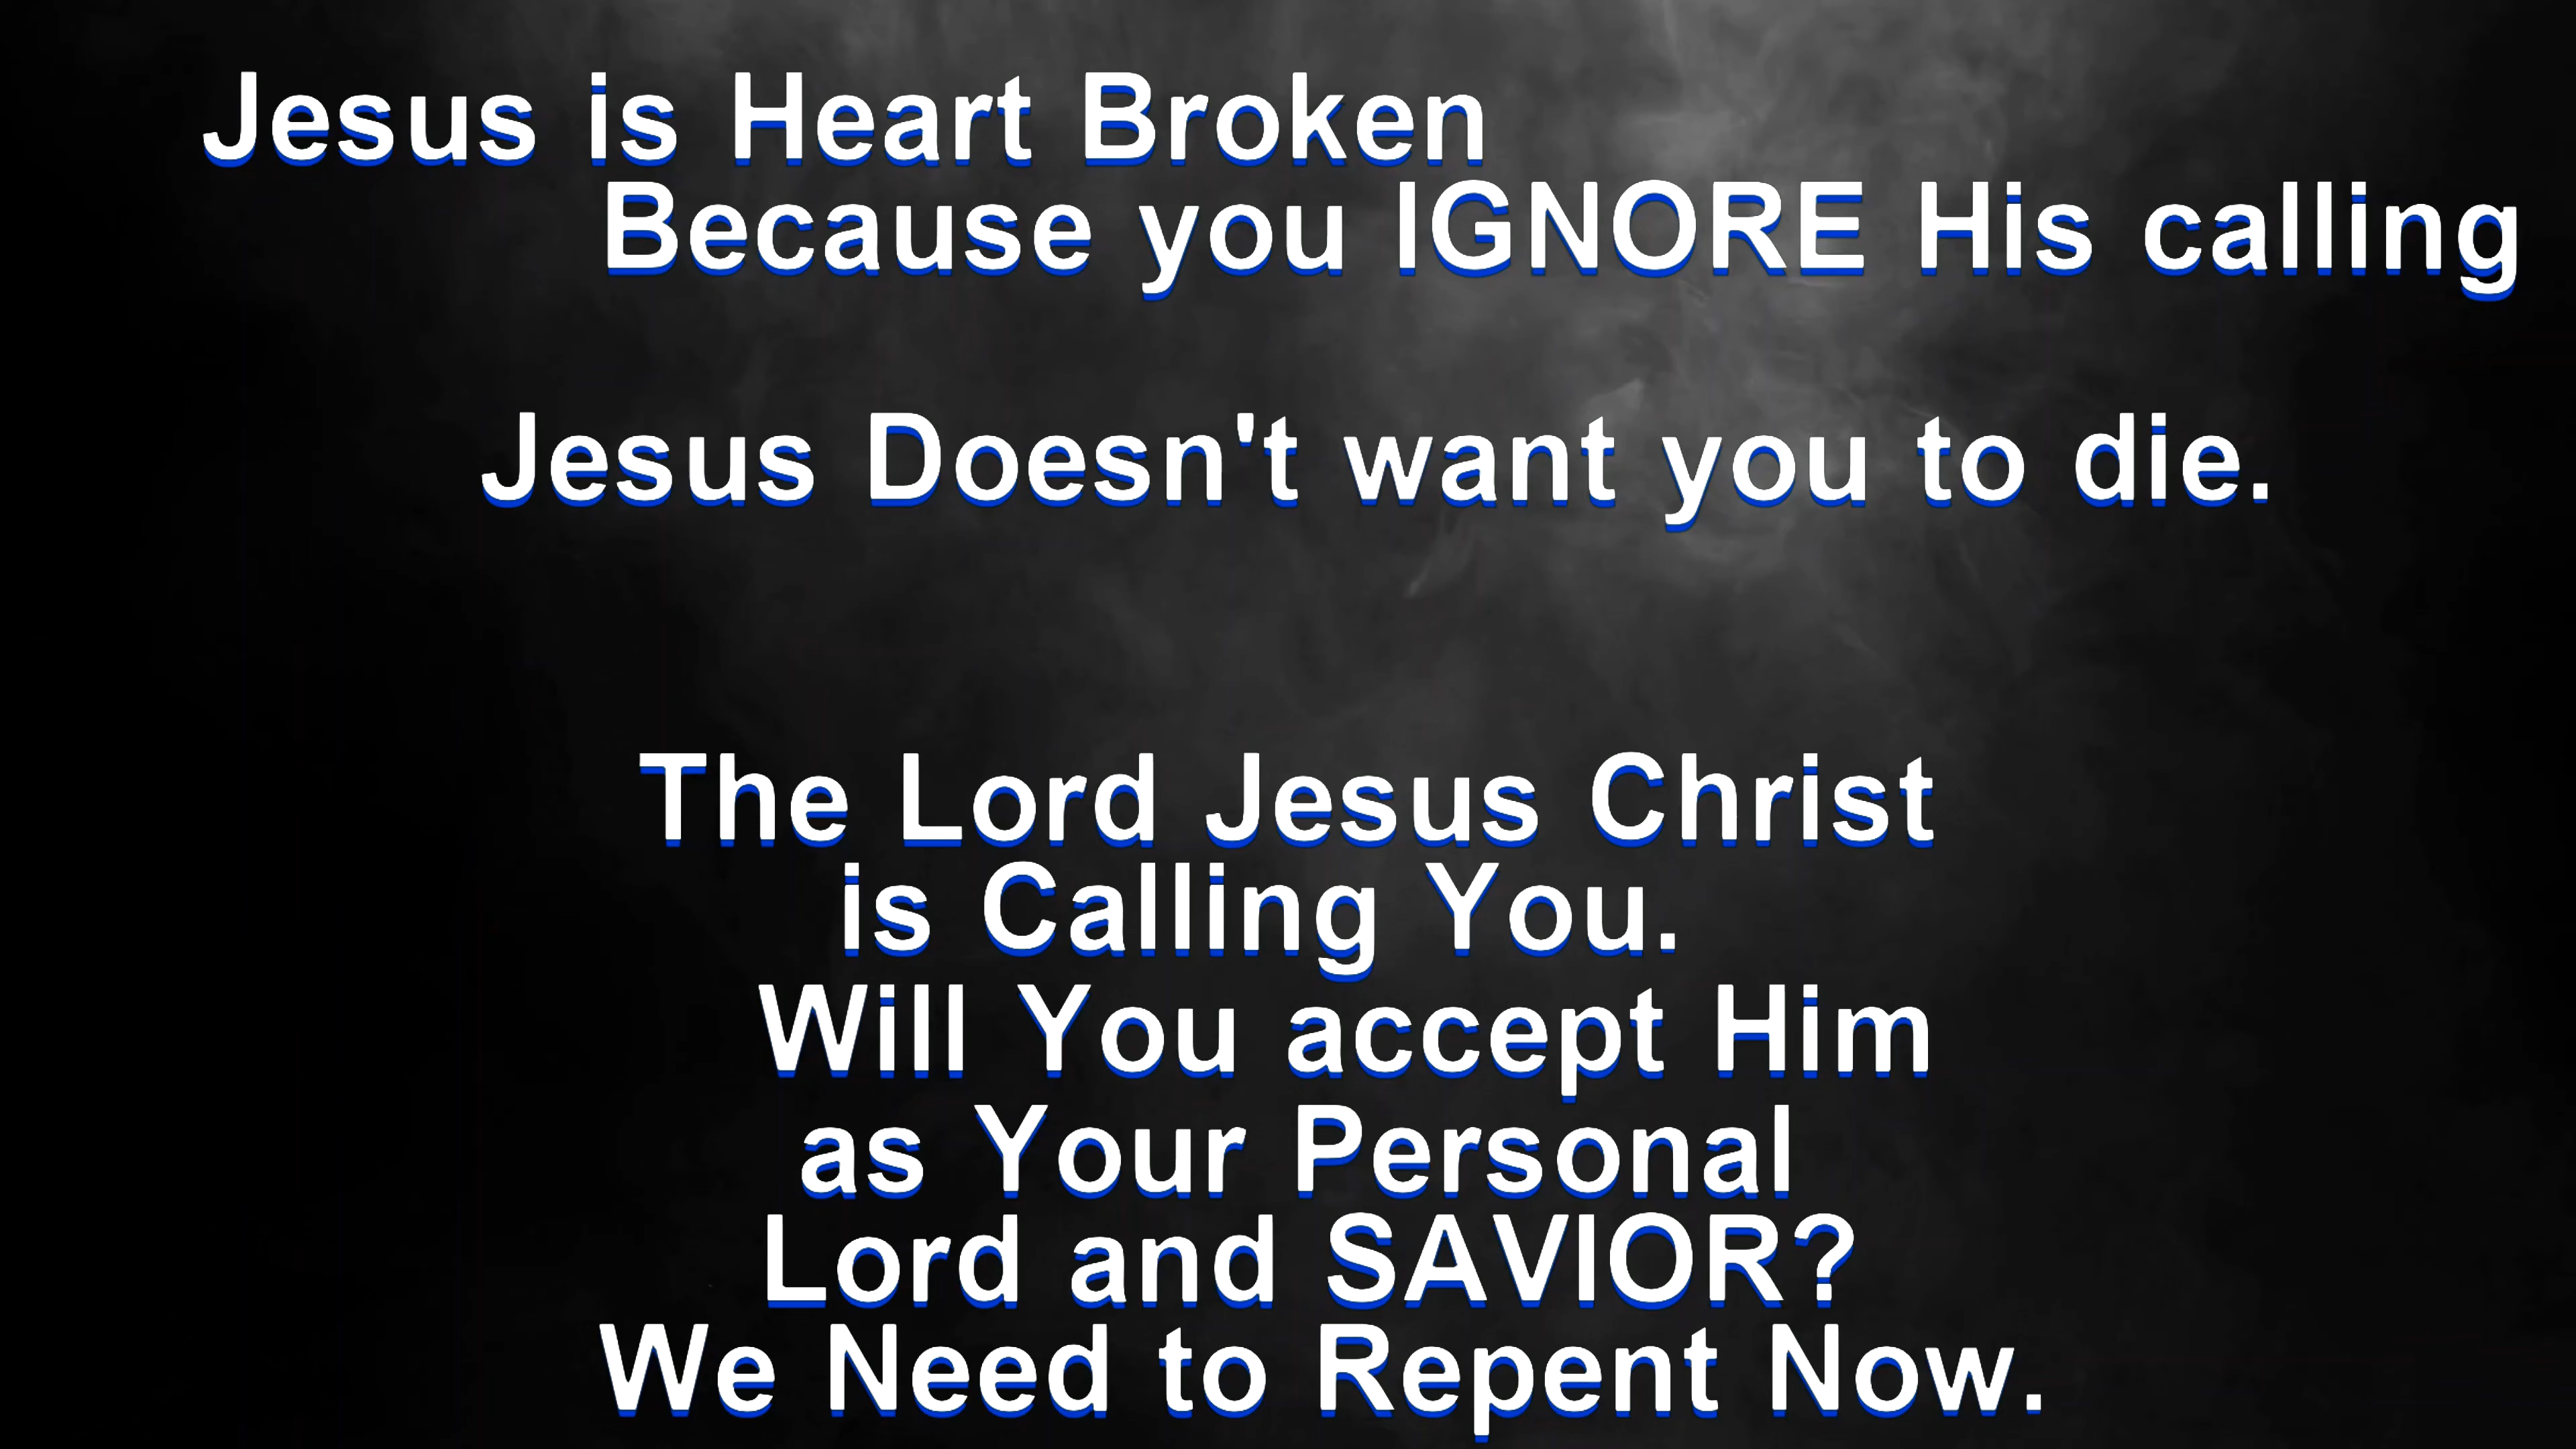 Jesus is Heart Broken
Because you IGNORE His calling
Jesus Doesn't want you to die.
The Lord Jesus Christ
is Calling You.
Will You accept Him
as Your Personal
Lord and SAVIOR?
We Need to Repent Now.